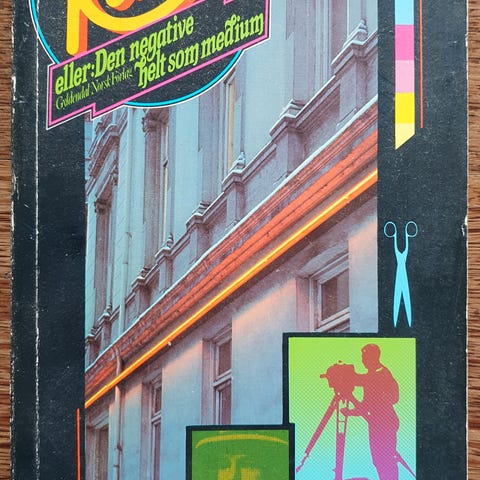 eller: Den negative
helt som medium
Gyldendal Norsk Forlag